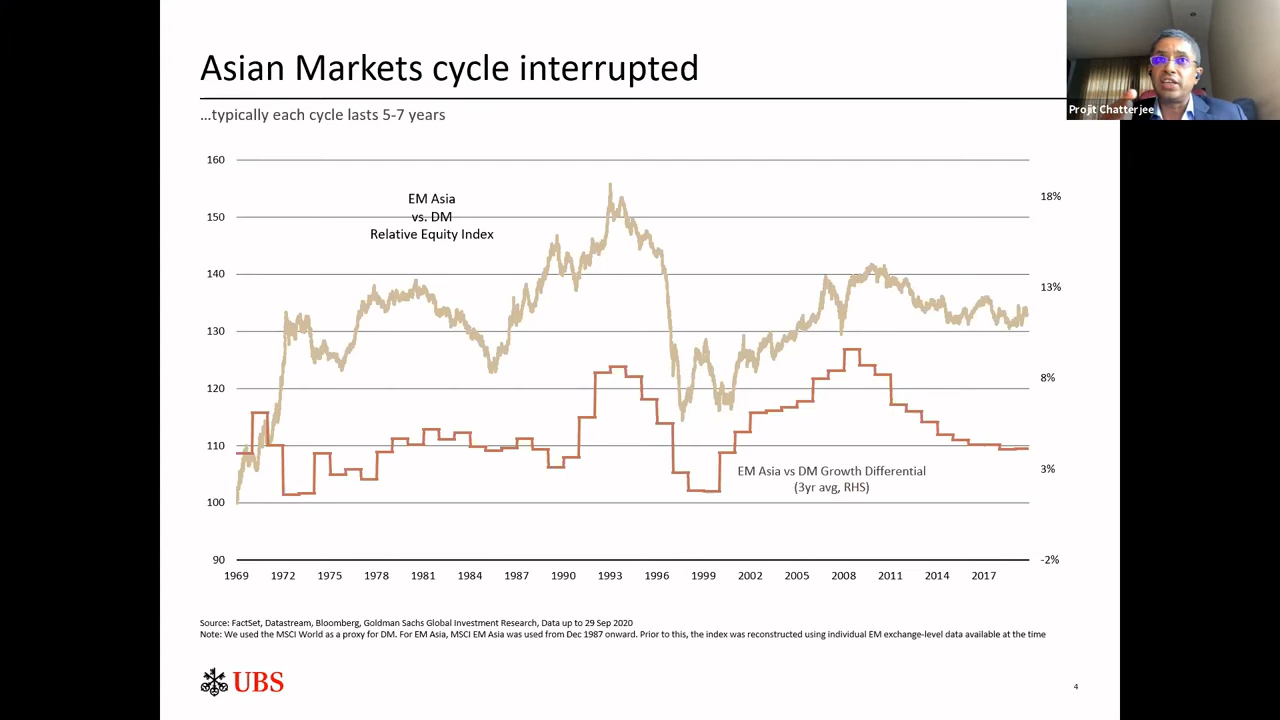 Asian Markets cycle interrupted
Projit Chatterjee
…typically each cycle lasts 5-7 years
160
150
140
130
120
110
100
90
EM Asia
vs. DM
Relative Equity Index
18%
13%
8%
3%
-2%
EM Asia vs DM Growth Differential
(3yr avg, RHS)
1969 1972 1975 1978 1981 1984 1987 1990 1993 1996 1999 2002 2005 2008 2011 2014 2017
Source: FactSet, Datastream, Bloomberg, Goldman Sachs Global Investment Research, Data up to 29 Sep 2020
Note: We used the MSCI World as a proxy for DM. For EM Asia, MSCI EM Asia was used from Dec 1987 onward. Prior to this, the index was reconstructed using individual EM exchange-level data available at the time
UBS
4